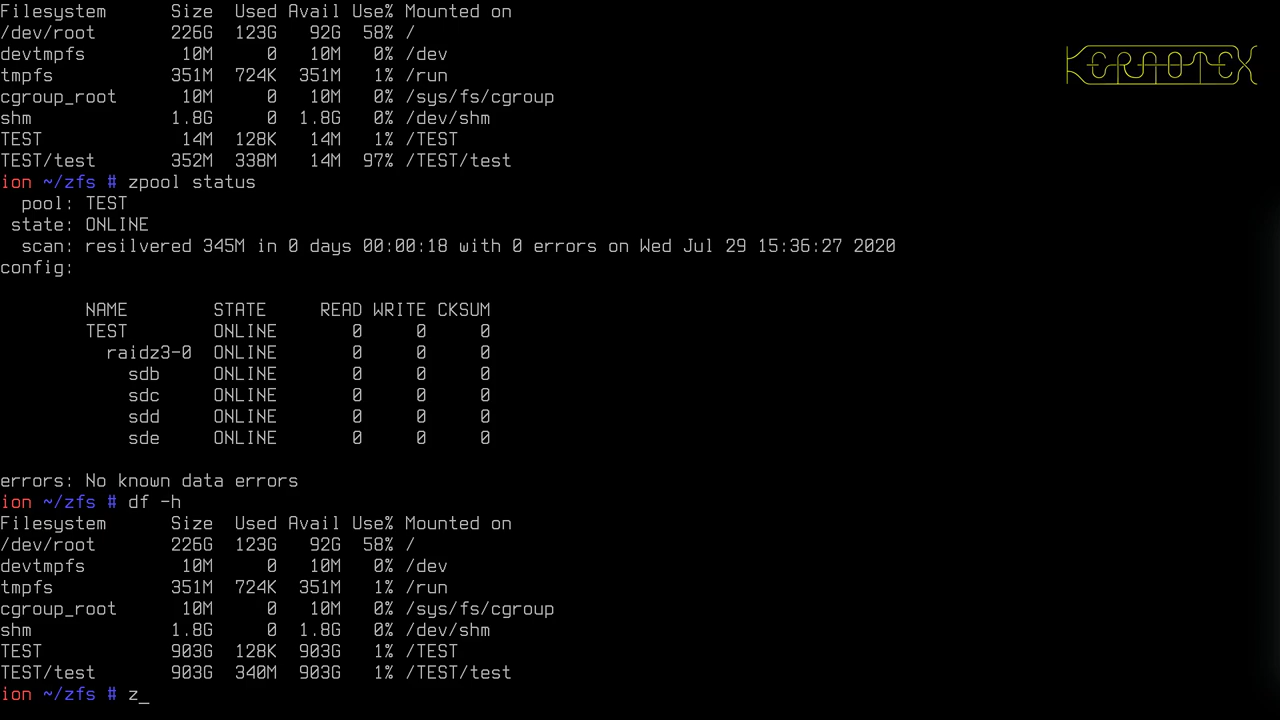 Filesystem      Size  Used Avail Use% Mounted on
/dev/root       226G  123G   92G  58% /
devtmpfs         10M     0   10M   0% /dev
tmpfs           351M  724K  351M   1% /run
cgroup_root      10M     0   10M   0% /sys/fs/cgroup
shm             1.8G     0  1.8G   0% /dev/shm
TEST             14M  128K   14M   1% /TEST
TEST/test       352M  338M   14M  97% /TEST/test
ion ~/zfs # zpool status
  pool: TEST
 state: ONLINE
  scan: resilvered 345M in 0 days 00:00:18 with 0 errors on Wed Jul 29 15:36:27 2020
config:
        NAME        STATE     READ WRITE CKSUM
        TEST        ONLINE       0     0     0
          raidz3-0  ONLINE       0     0     0
            sdb     ONLINE       0     0     0
            sdc     ONLINE       0     0     0
            sdd     ONLINE       0     0     0
            sde     ONLINE       0     0     0
errors: No known data errors
ion ~/zfs # df -h
Filesystem      Size  Used Avail Use% Mounted on
/dev/root       226G  123G   92G  58% /
devtmpfs         10M     0   10M   0% /dev
tmpfs           351M  724K  351M   1% /run
cgroup_root      10M     0   10M   0% /sys/fs/cgroup
shm             1.8G     0  1.8G   0% /dev/shm
TEST            903G  128K  903G   1% /TEST
TEST/test       903G  340M  903G   1% /TEST/test
ion ~/zfs # z_